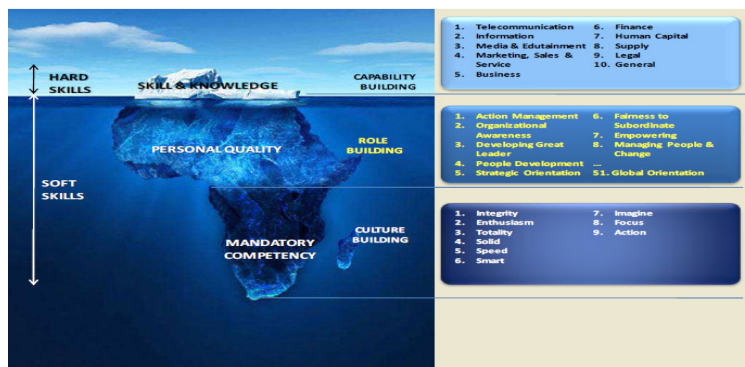 HARD
SKILLS
SKILL & KNOWLEDGE
CAPABILITY
BUILDING
PERSONAL QUALITY
ROLE
BUILDING
SOFT
SKILLS
MANDATORY
COMPETENCY
CULTURE
BUILDING
1. Telecommunication
2. Information
3. Media & Edutainment
4. Marketing, Sales &
Service
5. Business
6. Finance
7. Human Capital
8. Supply
9. Legal
10. General
1. Action Management
2. Organizational
Awareness
3. Developing Great
Leader
4. People Development
5. Strategic Orientation
6. Fairness to
Subordinate
7. Empowering
8. Managing People &
Change
...
51. Global Orientation
1. Integrity
2. Enthusiasm
3. Totality
4. Solid
5. Speed
6. Smart
7. Imagine
8. Focus
9. Action